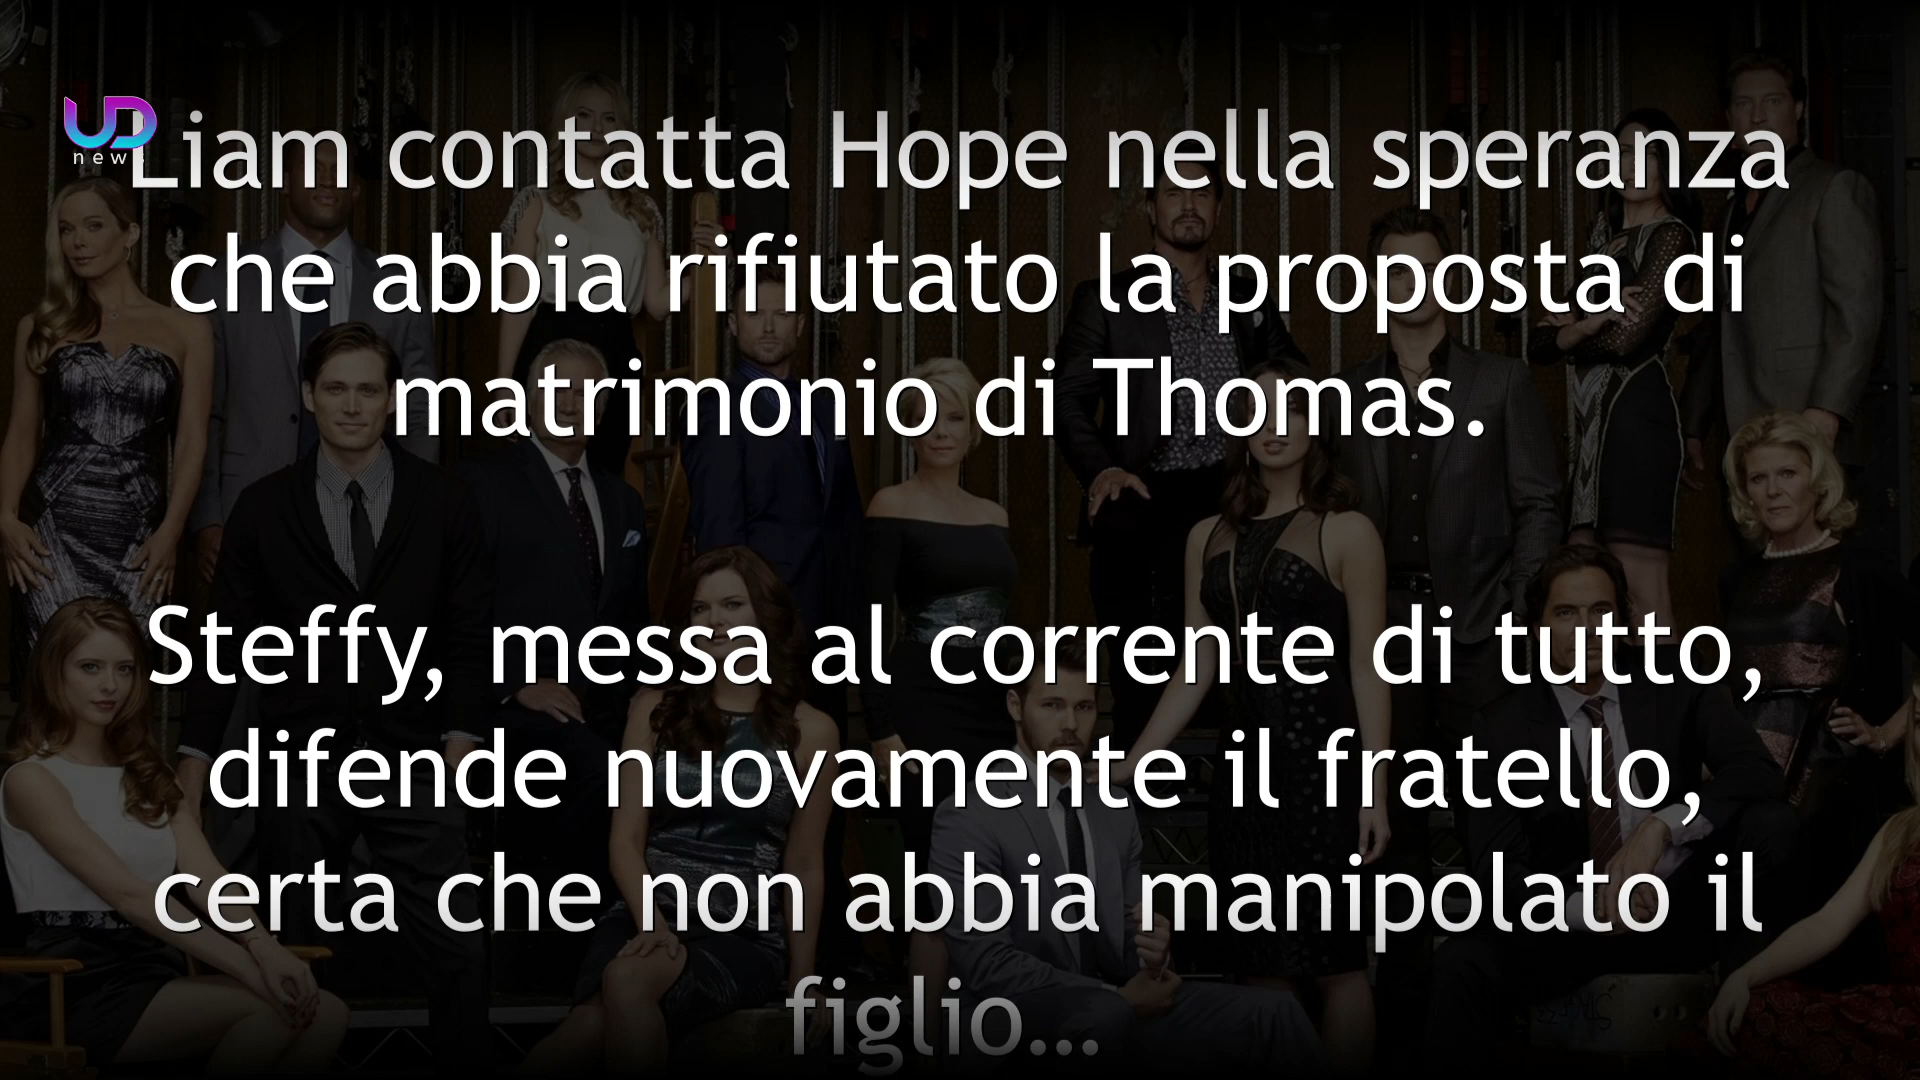 UD
news
Liam contatta Hope nella speranza
che abbia rifiutato la proposta di
matrimonio di Thomas.
Steffy, messa al corrente di tutto,
difende nuovamente il fratello,
certa che non abbia manipolato il
figlio...